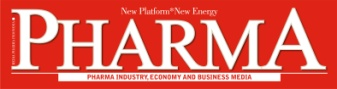 New Platform®New Energy
PHARMA
PHARMA INDUSTRY, ECONOMY AND BUSINESS MEDIA